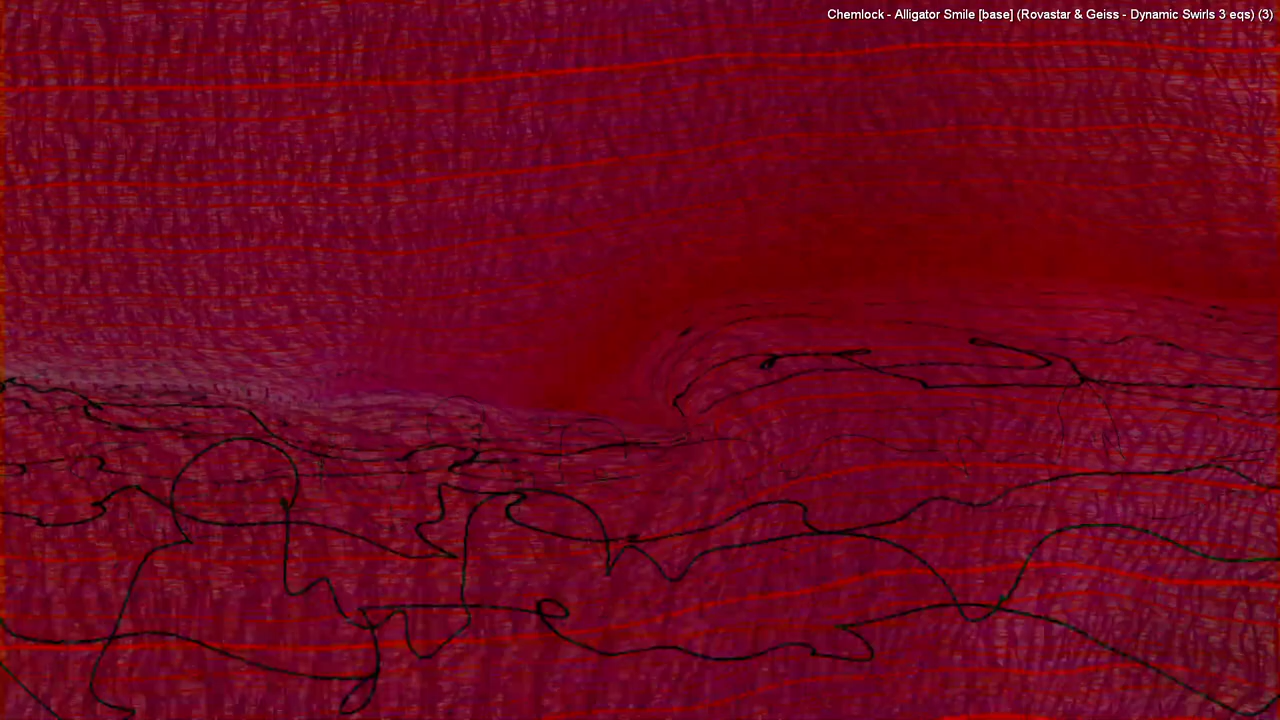 Chemlock - Alligator Smile [base] (Rovastar & Geiss - Dynamic Swirls 3 eqs) (3)